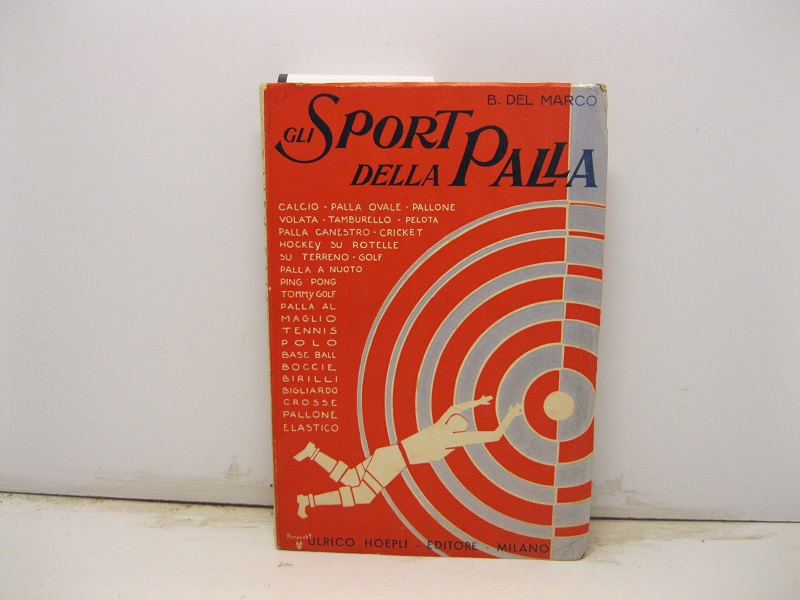 B. DEL MARCO
GLI SPORT
DELLA PALLA
CALCIO - PALLA OVALE - PALLONE
VOLATA - TAMBURELLO - PELOTA
PALLA CANESTRO - CRICKET
HOCKEY SU ROTELLE
SU TERRENO - GOLF
PALLA A NUOTO
PING PONG
TOMMY GOLF
PALLA AL
MAGLIO
TENNIS
POLO
BASE BALL
BOCCIE
BIRILLI
BIGLIARDO
CROSSE
PALLONE
ELASTICO
ULRICO HOEPLI - EDITORE - MILANO